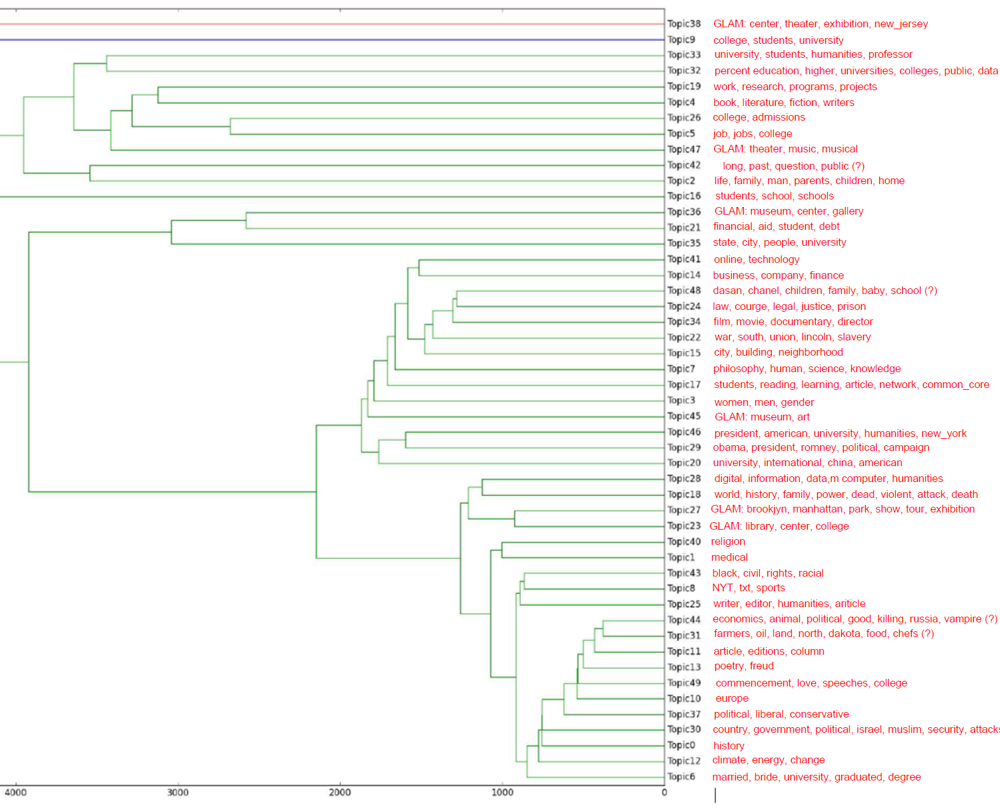 Topic38 GLAM: center, theater, exhibition, new_jersey
Topic9 college, students, university
Topic33 university, students, humanities, professor
Topic32 percent education, higher, universities, colleges, public, data
Topic19 work, research, programs, projects
Topic4 book, literature, fiction, writers
Topic26 college, admissions
Topic5 job, jobs, college
Topic47 GLAM: theater, music, musical
Topic42 long, past, question, public (?)
Topic2 life, family, man, parents, children, home
Topic16 students, school, schools
Topic36 GLAM: museum, center, gallery
Topic21 financial, aid, student, debt
Topic35 state, city, people, university
Topic41 online, technology
Topic14 business, company, finance
Topic48 dasan, chanel, children, family, baby, school (?)
Topic24 law, courge, legal, justice, prison
Topic34 film, movie, documentary, director
Topic22 war, south, union, lincoln, slavery
Topic15 city, building, neighborhood
Topic7 philosophy, human, science, knowledge
Topic17 students, reading, learning, article, network, common_core
Topic3 women, men, gender
Topic45 GLAM: museum, art
Topic46 president, american, university, humanities, new_york
Topic29 obama, president, romney, political, campaign
Topic20 university, international, china, american
Topic28 digital, information, data,m computer, humanities
Topic18 world, history, family, power, dead, violent, attack, death
Topic27 GLAM: brookjyn, manhattan, park, show, tour, exhibition
Topic23 GLAM: library, center, college
Topic40 religion
Topic1 medical
Topic43 black, civil, rights, racial
Topic8 NYT, txt, sports
Topic25 writer, editor, humanities, ariticle
Topic44 economics, animal, political, good, killing, russia, vampire (?)
Topic31 farmers, oil, land, north, dakota, food, chefs (?)
Topic11 article, editions, column
Topic13 poetry, freud
Topic49 commencement, love, speeches, college
Topic10 europe
Topic37 political, liberal, conservative
Topic30 country, government, political, israel, muslim, security, attacks
Topic0 history
Topic12 climate, energy, change
Topic6 married, bride, university, graduated, degree
4000 3000 2000 1000 0